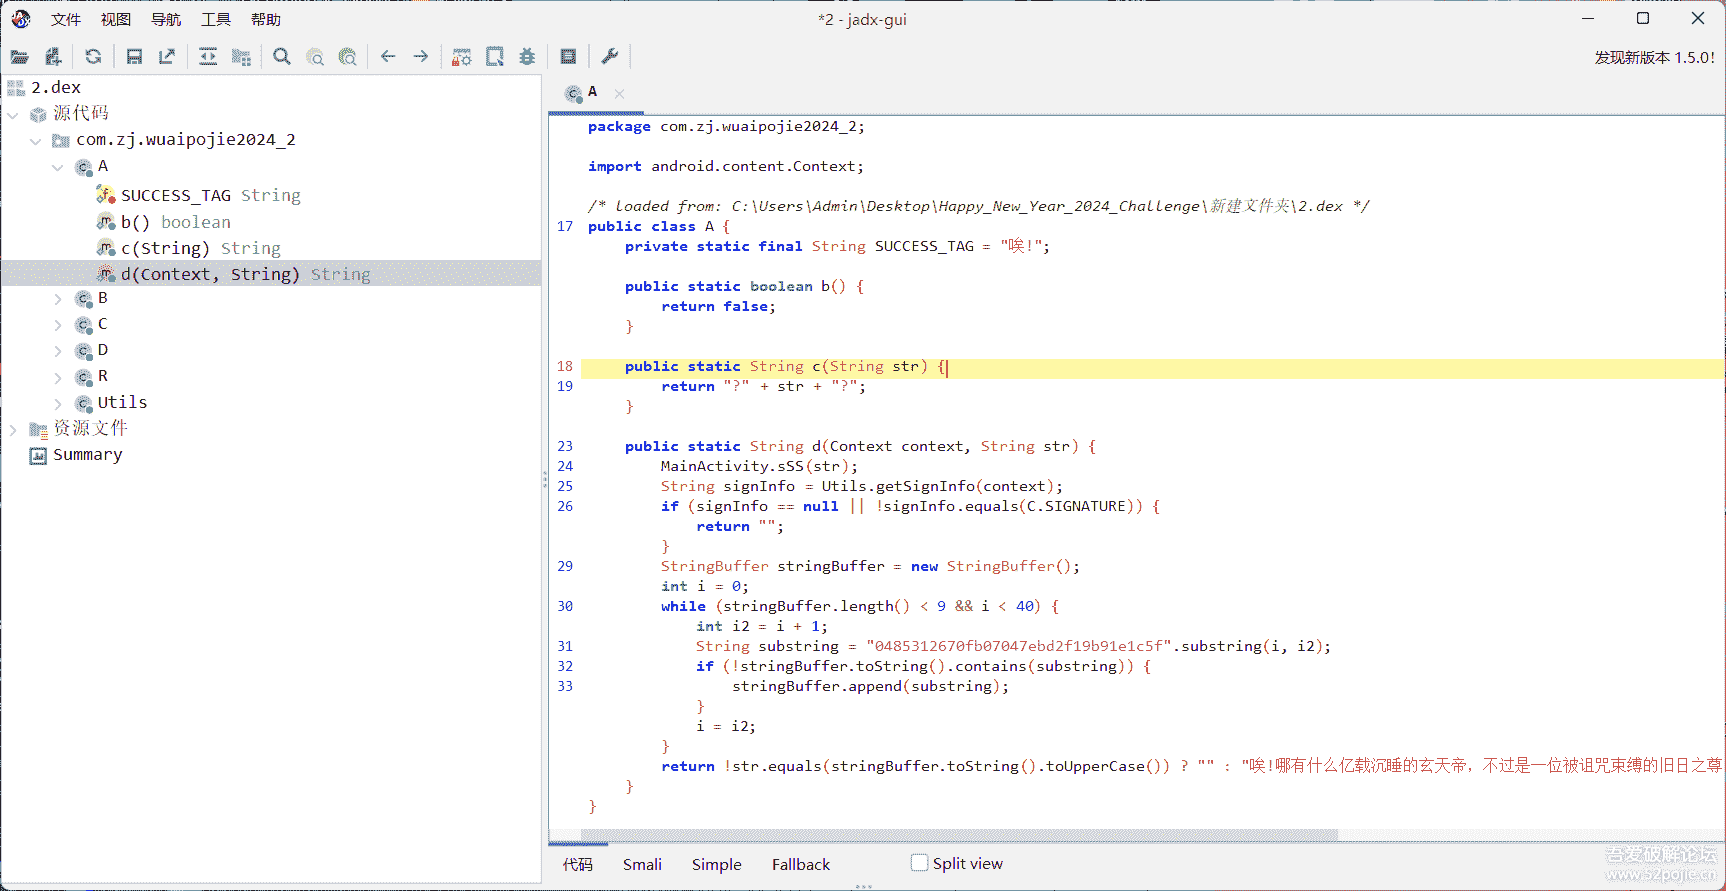 文件 视图 导航 工具 帮助
*2 - jadx-gui
发现新版本 1.5.0!
2.dex
源代码
com.zj.wuaipojie2024_2
A
SUCCESS_TAG String
b() boolean
c(String) String
d(Context, String) String
B
C
D
R
Utils
资源文件
Summary
A
package com.zj.wuaipojie2024_2;
import android.content.Context;
/* loaded from: C:\Users\Admin\Desktop\Happy_New_Year_2024_Challenge\新建文件夹\2.dex */
17 public class A {
private static final String SUCCESS_TAG = "唉!";
public static boolean b() {
return false;
}
18 public static String c(String str) {
19 return "?" + str + "?";
}
23 public static String d(Context context, String str) {
24 MainActivity.sSS(str);
25 String signInfo = Utils.getSignInfo(context);
26 if (signInfo == null || !signInfo.equals(C.SIGNATURE)) {
return "";
}
29 StringBuffer stringBuffer = new StringBuffer();
int i = 0;
30 while (stringBuffer.length() < 9 && i < 40) {
int i2 = i + 1;
31 String substring = "0485312670fb07047ebd2f19b91e1c5f".substring(i, i2);
32 if (!stringBuffer.toString().contains(substring)) {
33 stringBuffer.append(substring);
}
i = i2;
}
return !str.equals(stringBuffer.toString().toUpperCase()) ? "" : "唉!哪有什么亿载沉睡的玄天帝，不过是一位被诅咒束缚的旧日之尊
}
}
代码 Smali Simple Fallback Split view
吾爱破解论坛
www.52pojie.cn